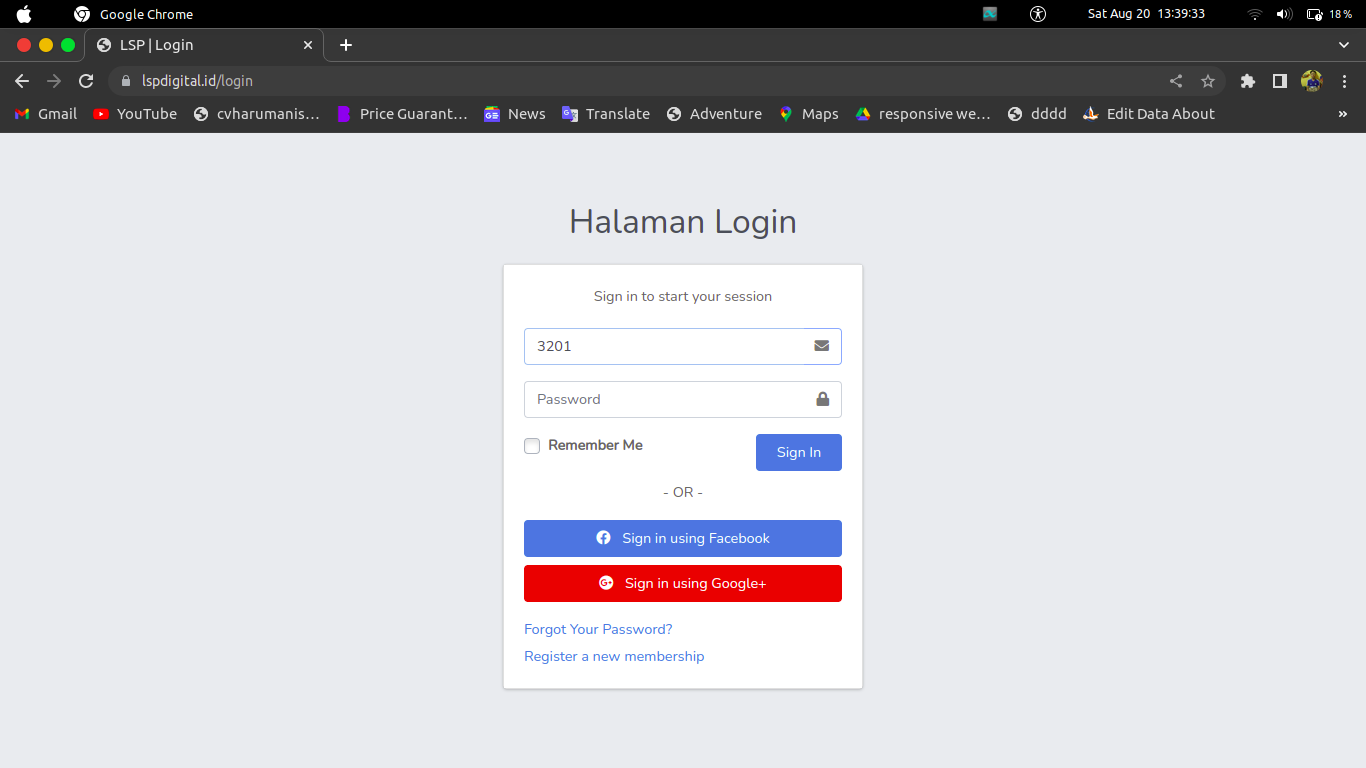 Google Chrome Sat Aug 20 13:39:33 18 %
LSP | Login
lspdigital.id/login
Gmail YouTube cvharumanis… Price Guarant… News Translate Adventure Maps responsive we… dddd Edit Data About »
Halaman Login
Sign in to start your session
3201
Password
Remember Me Sign In
- OR -
Sign in using Facebook
Sign in using Google+
Forgot Your Password?
Register a new membership